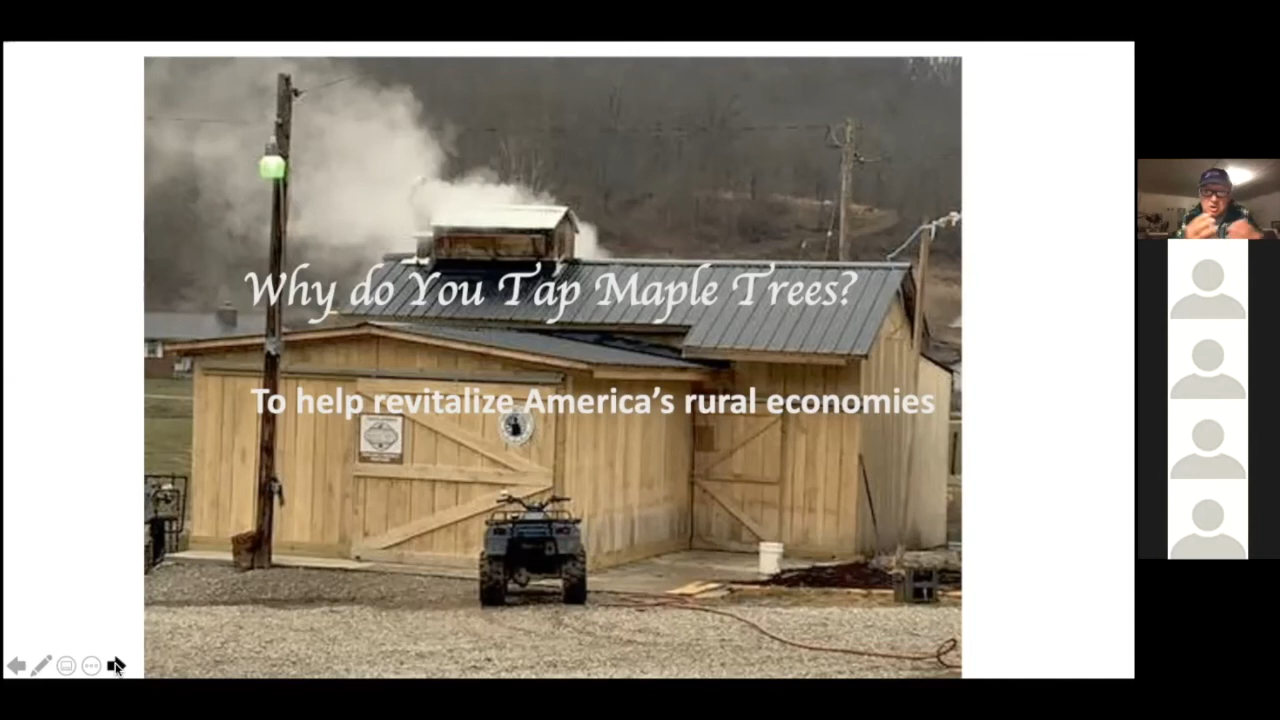 Why do You Tap Maple Trees?
To help revitalize America's rural economies